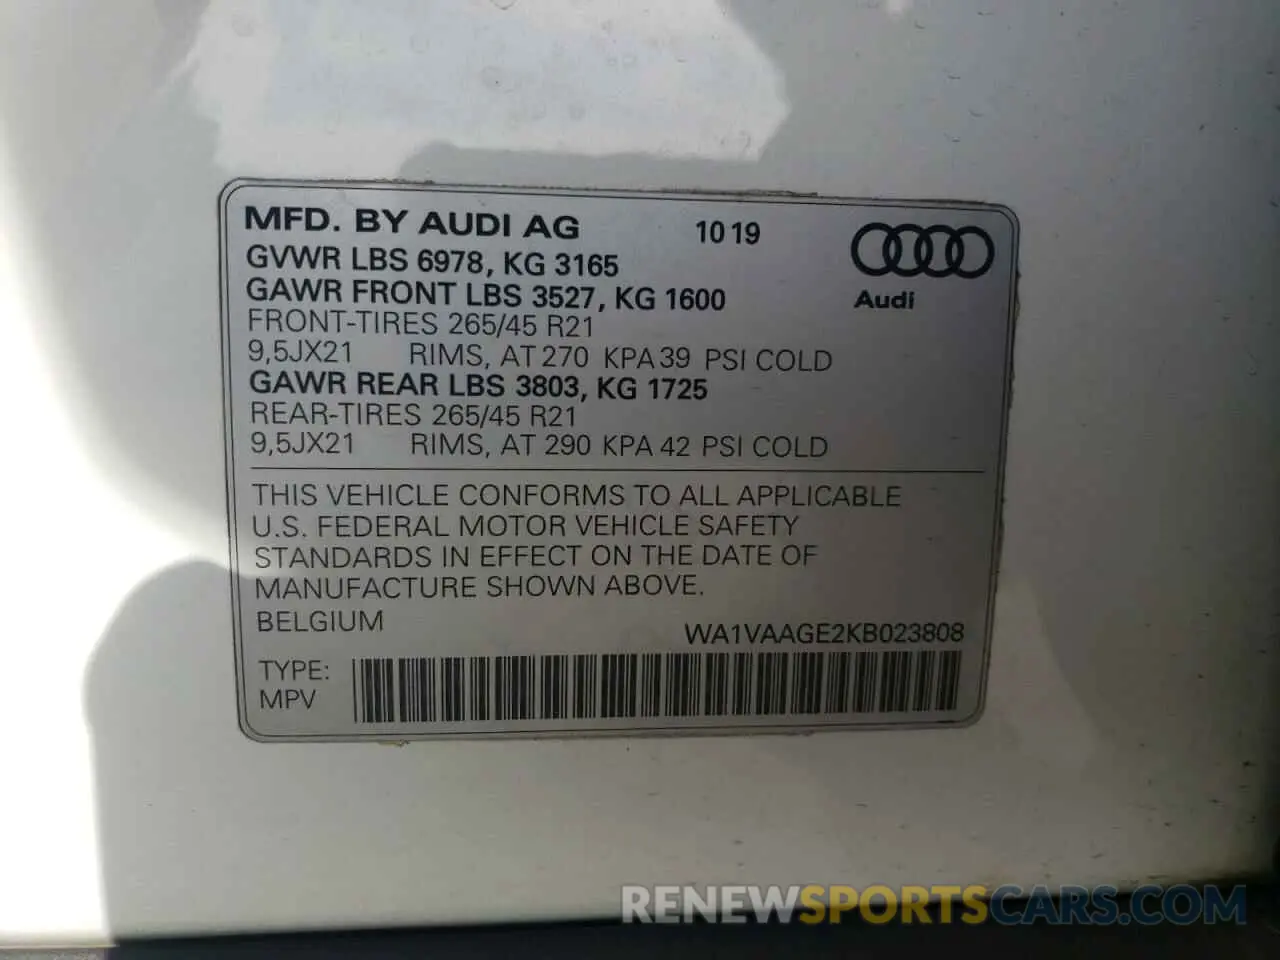 MFD. BY AUDI AG 10 19
GVWR LBS 6978, KG 3165
GAWR FRONT LBS 3527, KG 1600
Audi
FRONT-TIRES 265/45 R21
9,5JX21 RIMS, AT 270 KPA 39 PSI COLD
GAWR REAR LBS 3803, KG 1725
REAR-TIRES 265/45 R21
9,5JX21 RIMS, AT 290 KPA 42 PSI COLD
THIS VEHICLE CONFORMS TO ALL APPLICABLE
U.S. FEDERAL MOTOR VEHICLE SAFETY
STANDARDS IN EFFECT ON THE DATE OF
MANUFACTURE SHOWN ABOVE.
BELGIUM
WA1VAAGE2KB023808
TYPE:
MPV
RENEWSPORTSCARS.COM